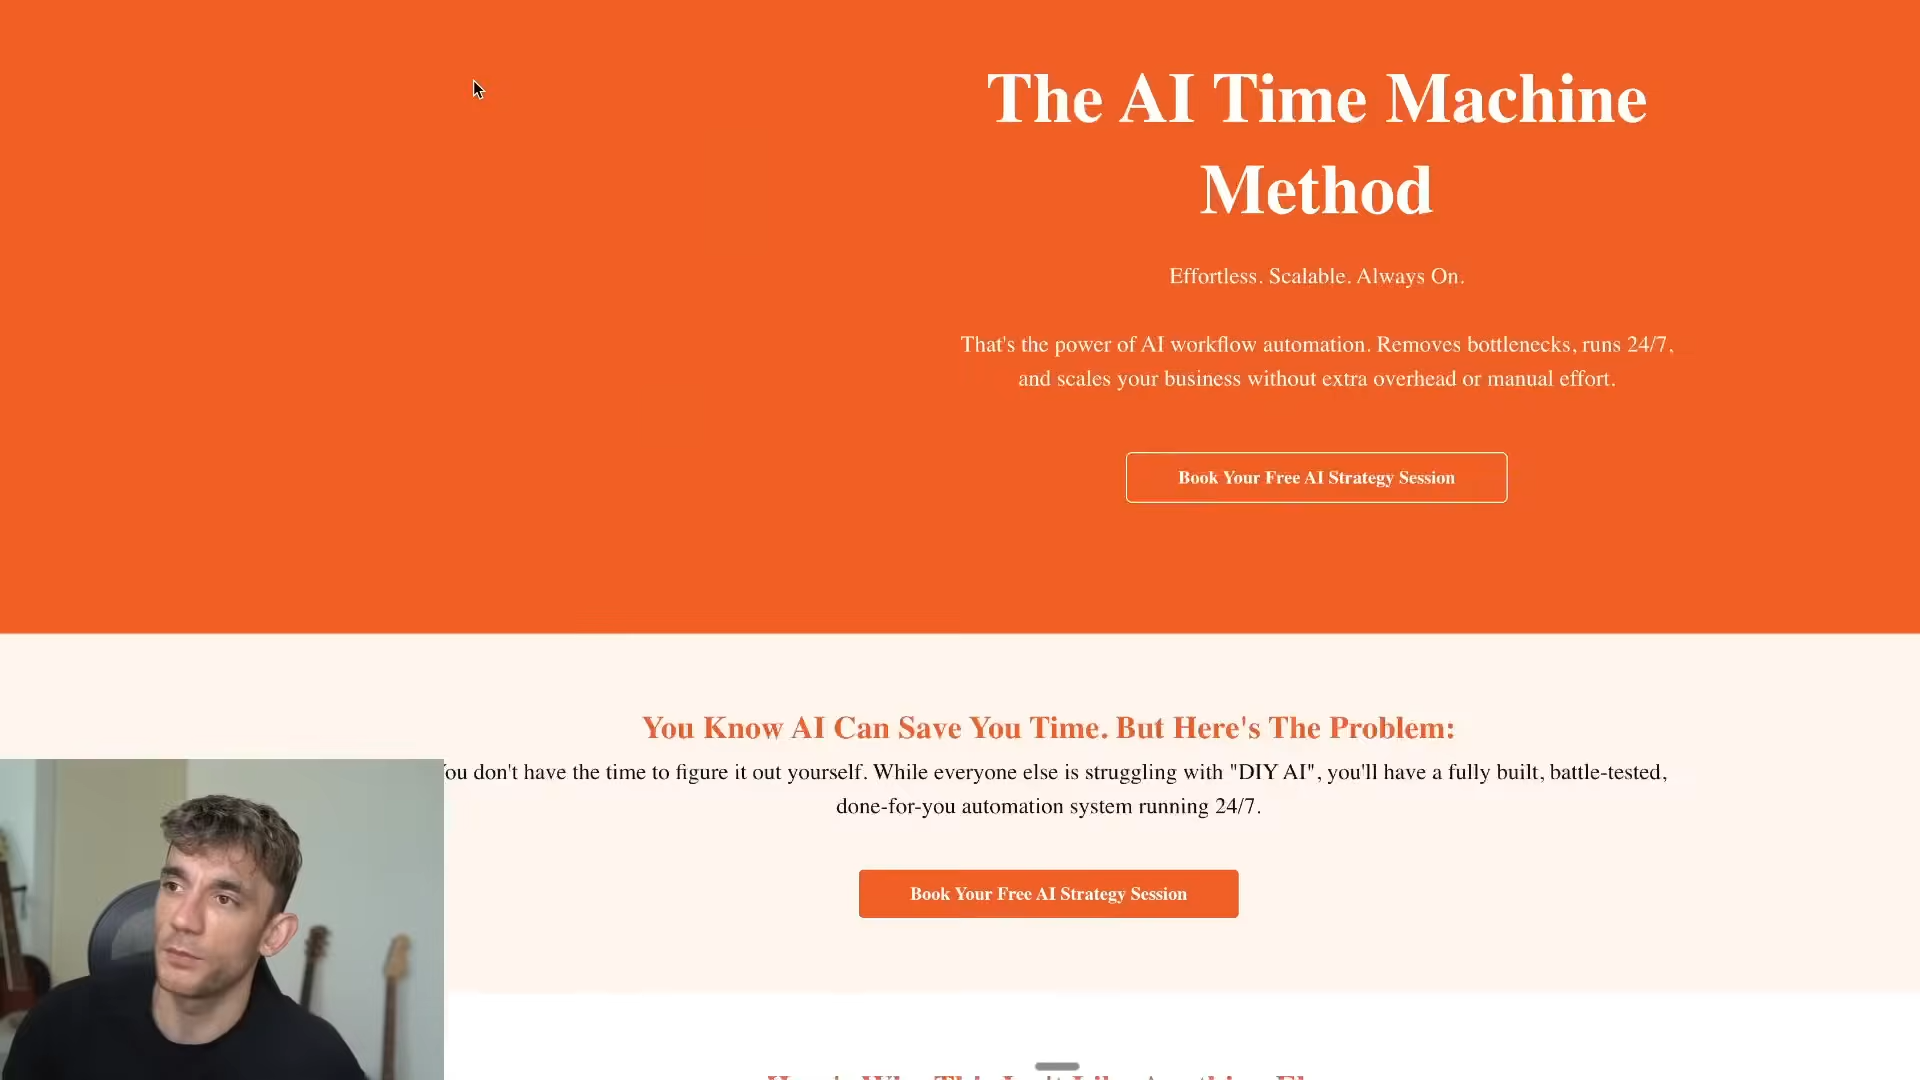 The AI Time Machine
Method
Effortless. Scalable. Always On.
That's the power of AI workflow automation. Removes bottlenecks, runs 24/7,
and scales your business without extra overhead or manual effort.
Book Your Free AI Strategy Session
You Know AI Can Save You Time. But Here's The Problem:
You don't have the time to figure it out yourself. While everyone else is struggling with "DIY AI", you'll have a fully built, battle-tested,
done-for-you automation system running 24/7.
Book Your Free AI Strategy Session